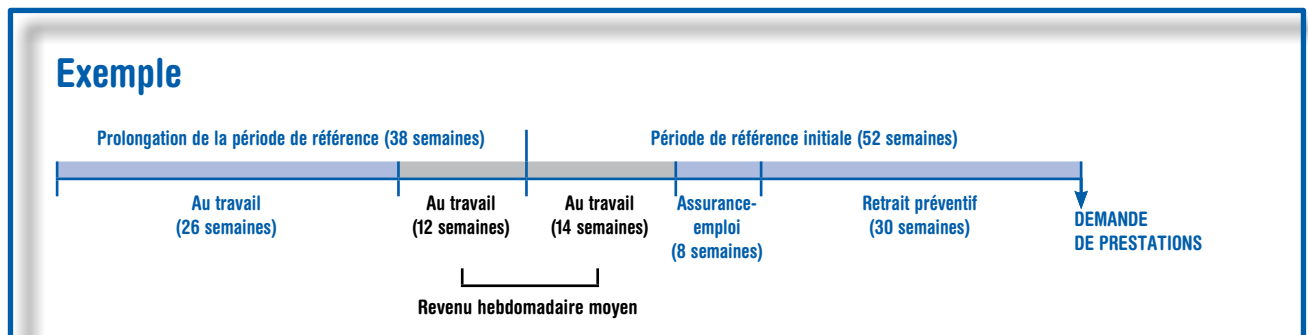 Exemple
Prolongation de la période de référence (38 semaines)
Période de référence initiale (52 semaines)
Au travail
(26 semaines)
Au travail
(12 semaines)
Au travail
(14 semaines)
Assurance-
emploi
(8 semaines)
Retrait préventif
(30 semaines)
DEMANDE
DE PRESTATIONS
Revenu hebdomadaire moyen